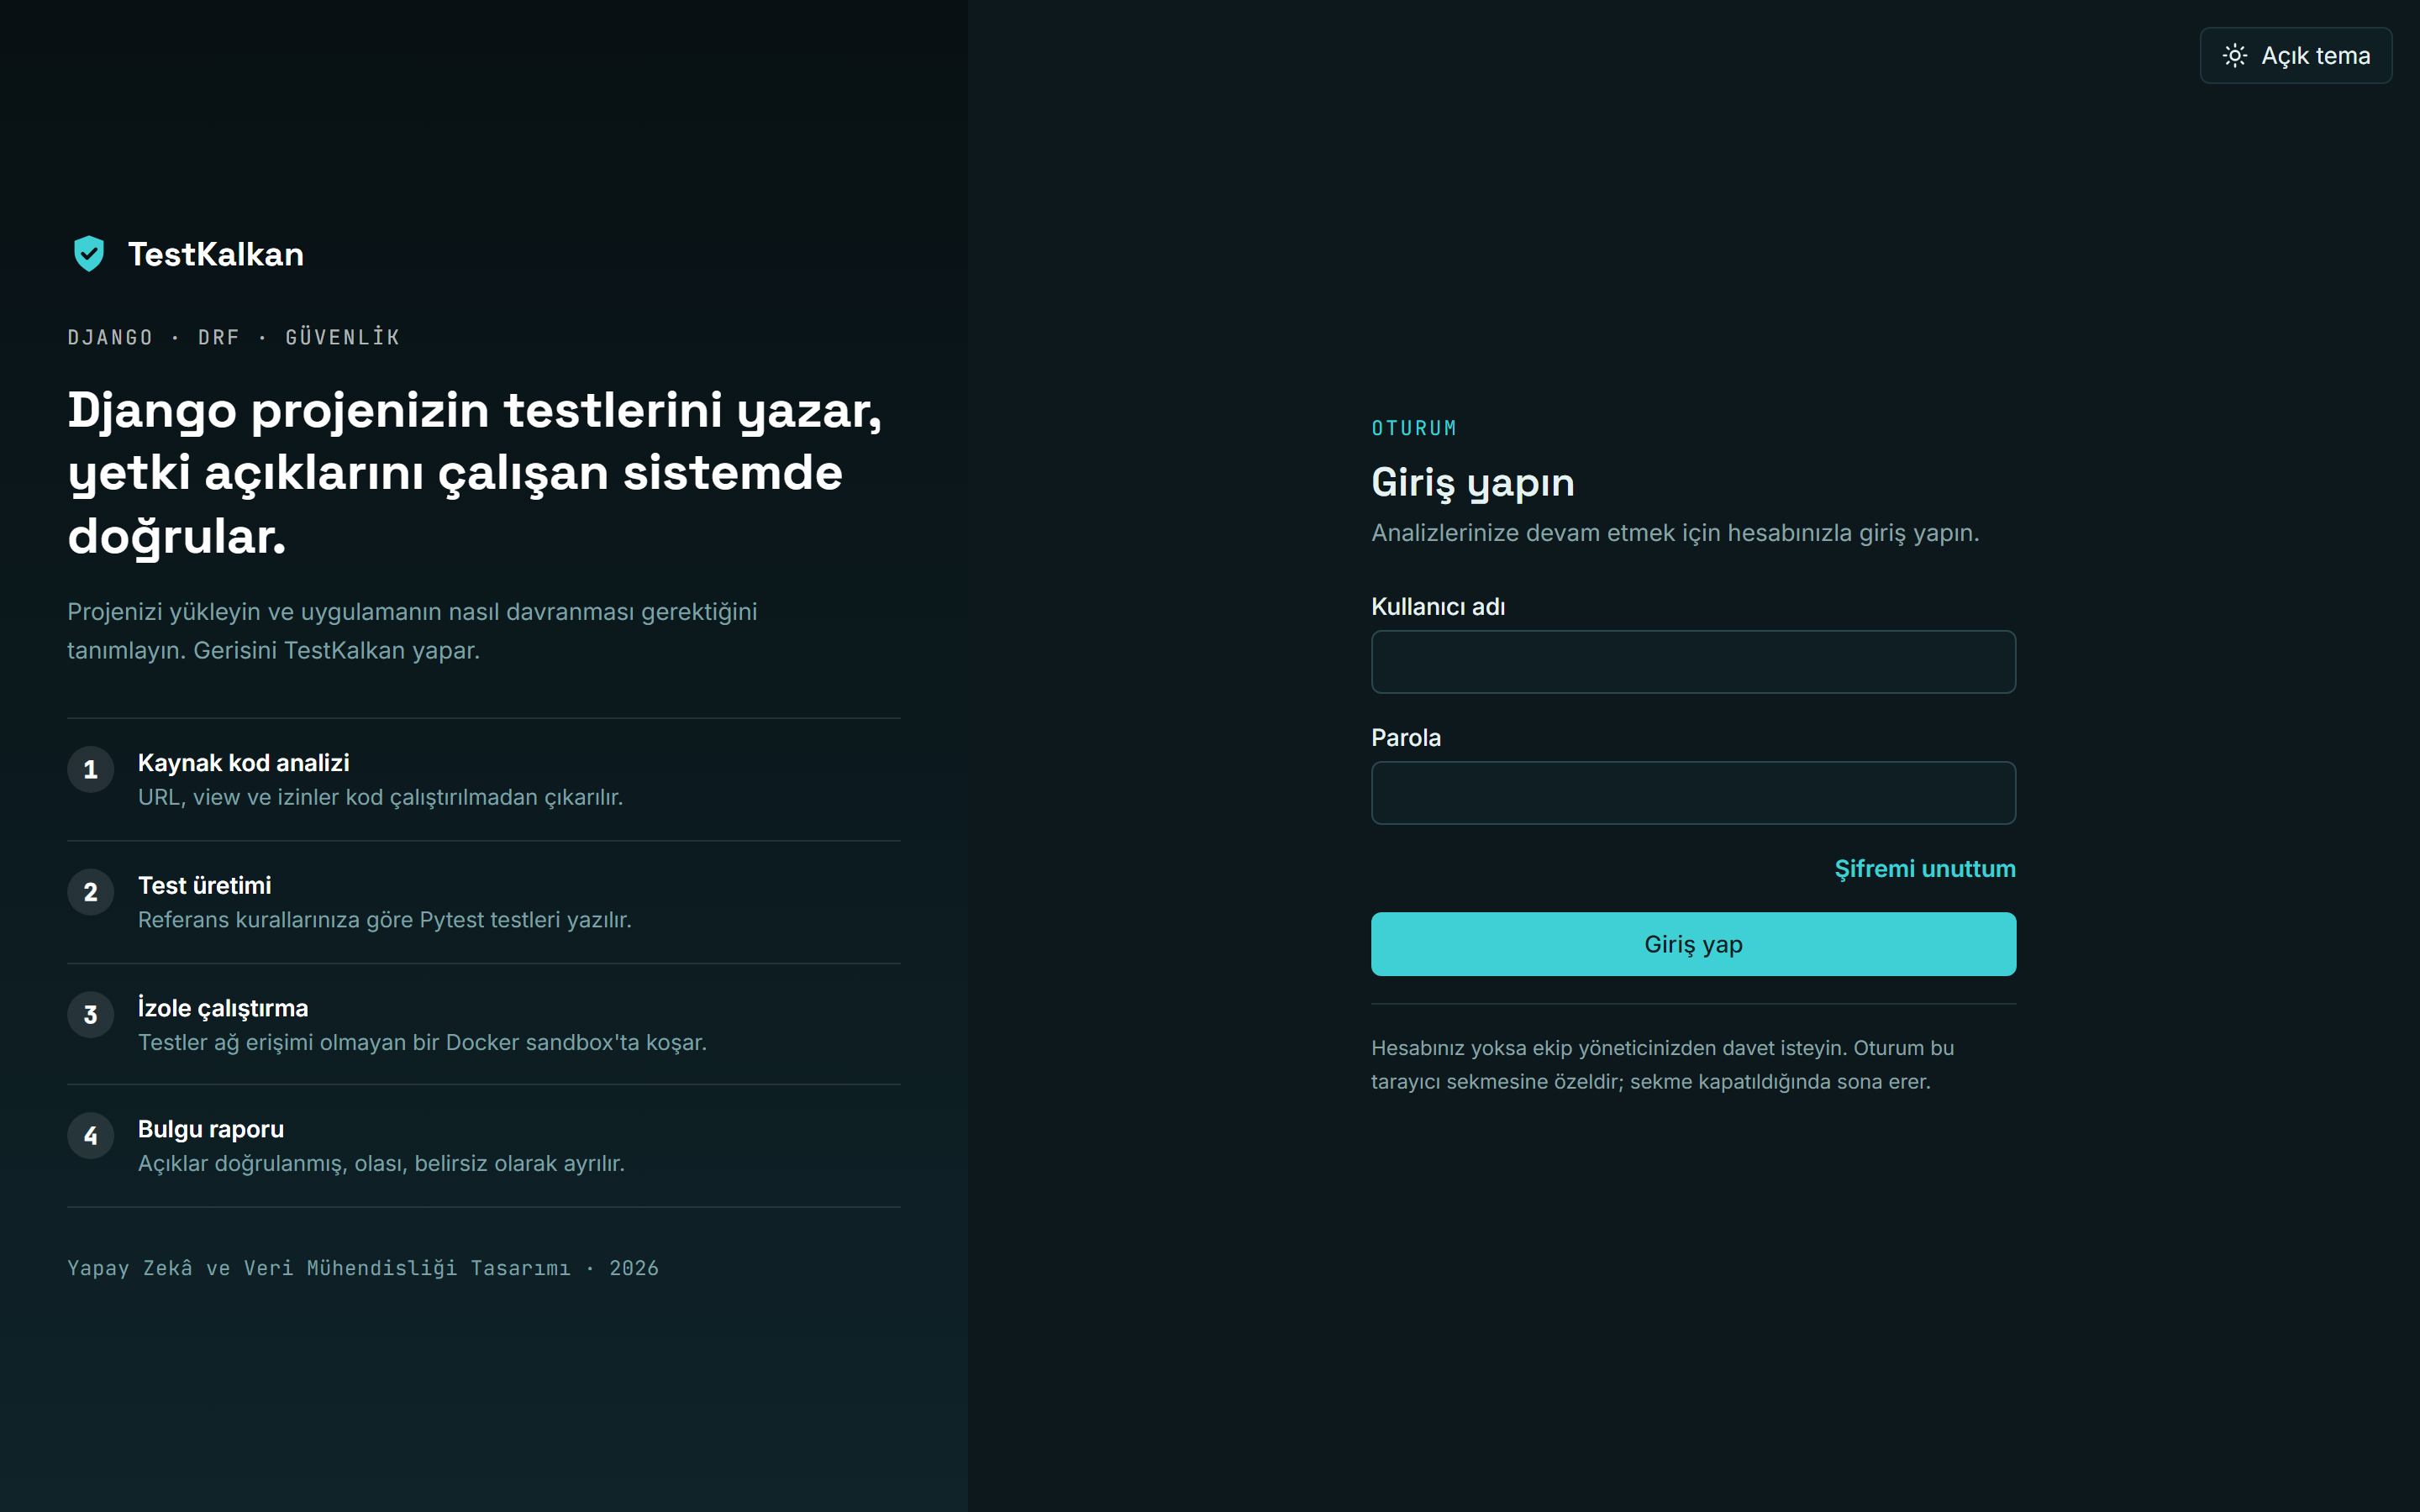 Açık tema
TestKalkan
DJANGO · DRF · GÜVENLİK
Django projenizin testlerini yazar,
yetki açıklarını çalışan sistemde
doğrular.
Projenizi yükleyin ve uygulamanın nasıl davranması gerektiğini
tanımlayın. Gerisini TestKalkan yapar.
1
Kaynak kod analizi
URL, view ve izinler kod çalıştırılmadan çıkarılır.
2
Test üretimi
Referans kurallarınıza göre Pytest testleri yazılır.
3
İzole çalıştırma
Testler ağ erişimi olmayan bir Docker sandbox'ta koşar.
4
Bulgu raporu
Açıklar doğrulanmış, olası, belirsiz olarak ayrılır.
Yapay Zekâ ve Veri Mühendisliği Tasarımı · 2026
OTURUM
Giriş yapın
Analizlerinize devam etmek için hesabınızla giriş yapın.
Kullanıcı adı
Parola
Şifremi unuttum
Giriş yap
Hesabınız yoksa ekip yöneticinizden davet isteyin. Oturum bu
tarayıcı sekmesine özeldir; sekme kapatıldığında sona erer.